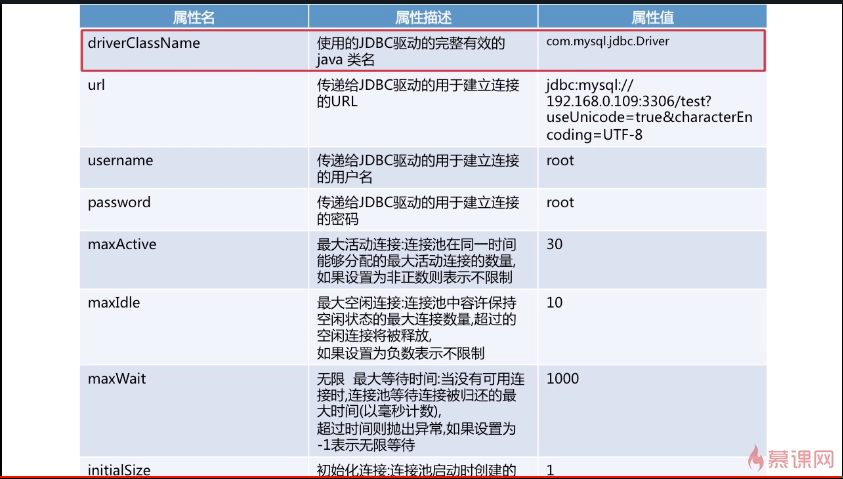 属性名 属性描述 属性值
driverClassName 使用的JDBC驱动的完整有效的 com.mysql.jdbc.Driver
java 类名
url 传递给JDBC驱动的用于建立连接 jdbc:mysql://
的URL 192.168.0.109:3306/test?
useUnicode=true&characterEn
coding=UTF-8
username 传递给JDBC驱动的用于建立连接 root
的用户名
password 传递给JDBC驱动的用于建立连接 root
的密码
maxActive 最大活动连接:连接池在同一时间 30
能够分配的最大活动连接的数量,
如果设置为非正数则表示不限制
maxIdle 最大空闲连接:连接池中容许保持 10
空闲状态的最大连接数量,超过的
空闲连接将被释放,
如果设置为负数表示不限制
maxWait 无限 最大等待时间:当没有可用连 1000
接时,连接池等待连接被归还的最
大时间(以毫秒计数),
超过时间则抛出异常,如果设置为
-1表示无限等待
initialSize 初始化连接:连接池启动时创建的 1
慕课网